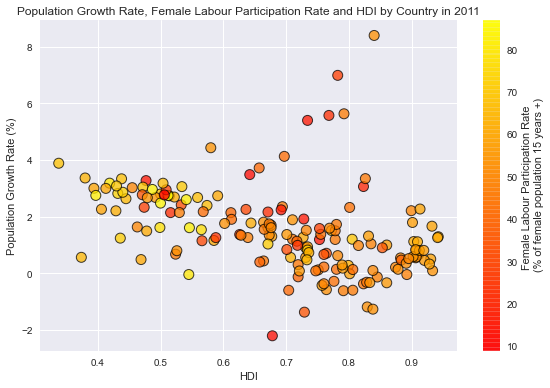 Population Growth Rate, Female Labour Participation Rate and HDI by Country in 2011
8
6
4
2
0
−2
Population Growth Rate (%)
0.4 0.5 0.6 0.7 0.8 0.9
HDI
80
70
60
50
40
30
20
10
Female Labour Participation Rate
(% of female population 15 years +)